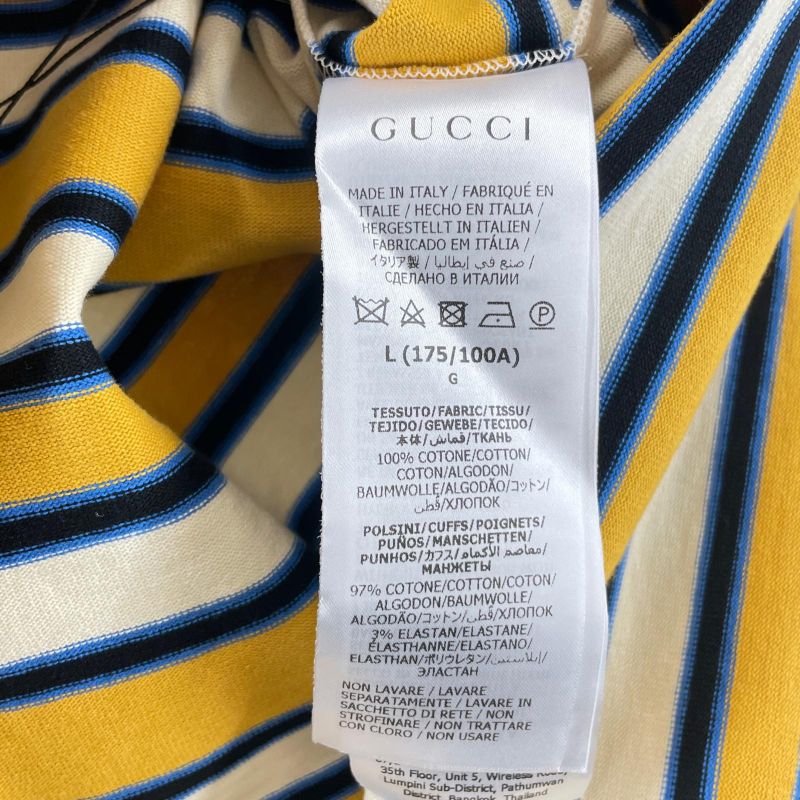 GUCCI
MADE IN ITALY / FABRIQUÉ EN
ITALIE / HECHO EN ITALIA /
HERGESTELLT IN ITALIEN /
FABRICADO EM ITÁLIA /
イタリア製 / صنع في إيطاليا /
СДЕЛАНО В ИТАЛИИ
P
L (175/100A)
G
TESSUTO/FABRIC/TISSU/
TEJIDO/GEWEBE/TECIDO/
本体/قماش/ТКАНЬ
100% COTONE/COTTON/
COTON/ALGODON/
BAUMWOLLE/ALGODÃO/コットン/
قطن/ХЛОПОК
POLSINI/CUFFS/POIGNETS/
PUÑOS/MANSCHETTEN/
PUNHOS/カフス/معاصم الأكمام/
МАНЖЕТЫ
97% COTONE/COTTON/COTON/
ALGODON/BAUMWOLLE/
ALGODÃO/コットン/قطن/ХЛОПОК
3% ELASTAN/ELASTANE/
ÉLASTHANNE/ELASTANO/
ELASTHAN/ポリウレタン/إيلاستين/
ЭЛАСТАН
NON LAVARE / LAVARE
SEPARATAMENTE / LAVARE IN
SACCHETTO DI RETE / NON
STROFINARE / NON TRATTARE
CON CLORO / NON USARE
35th Floor, Unit 5, Wireless Road,
Lumpini Sub-District, Pathumwan
District, Bangkok, Thailand